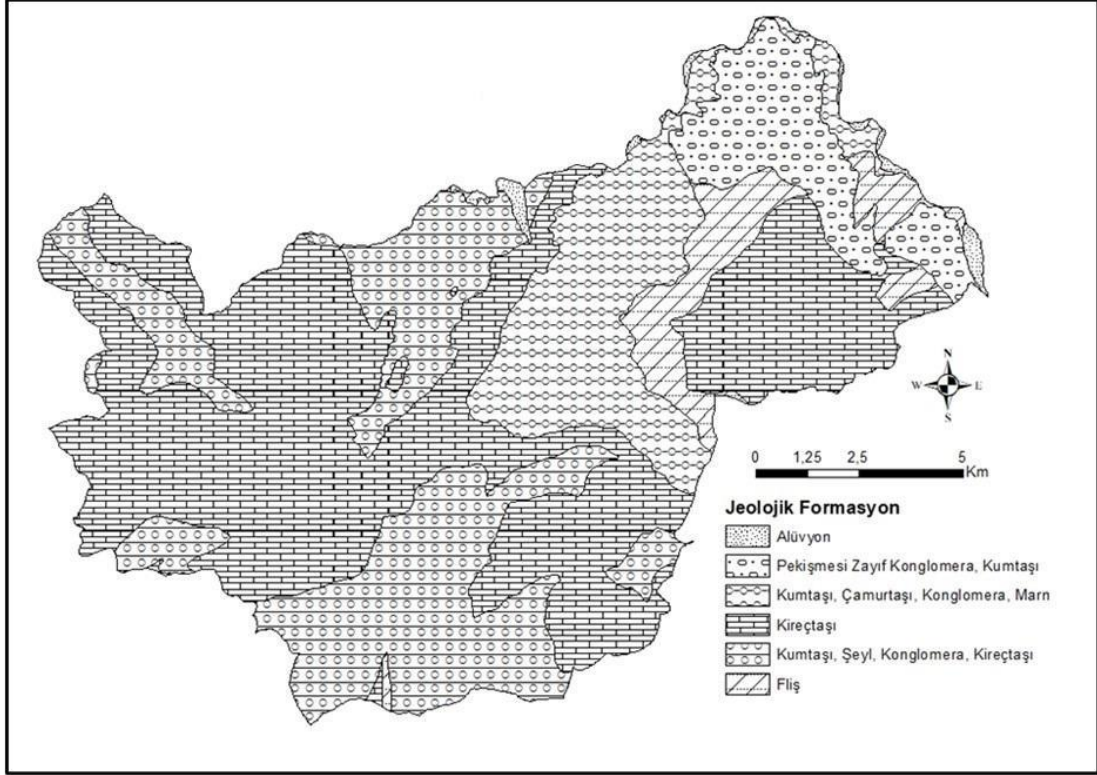 N
W E
S
0 1,25 2,5 5
Km
Jeolojik Formasyon
Alüvyon
Pekişmesi Zayıf Konglomera, Kumtaşı
Kumtaşı, Çamurtaşı, Konglomera, Marn
Kireçtaşı
Kumtaşı, Şeyl, Konglomera, Kireçtaşı
Fliş